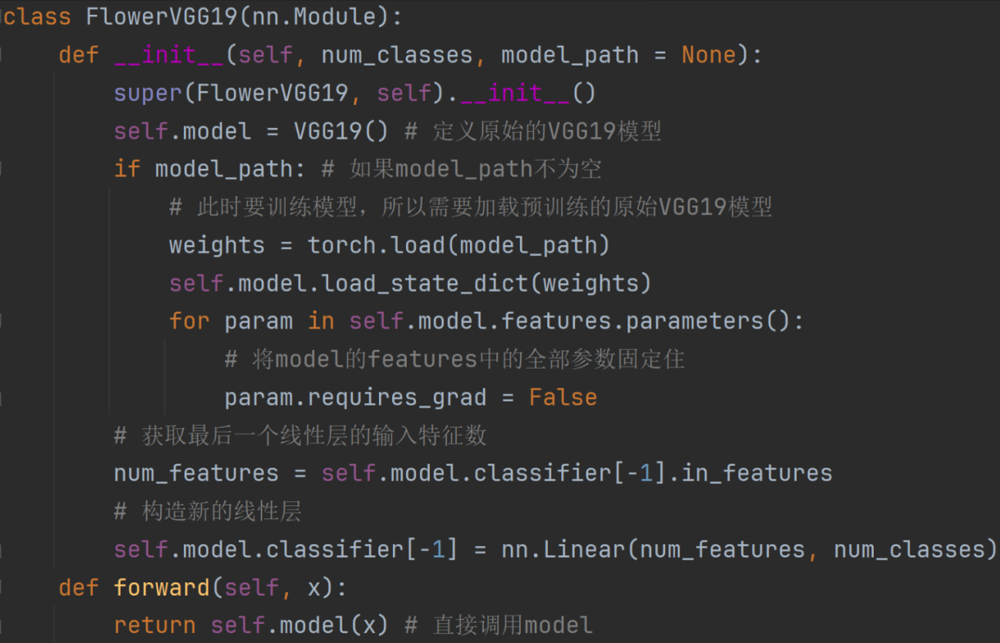 class FlowerVGG19(nn.Module):
    def __init__(self, num_classes, model_path = None):
        super(FlowerVGG19, self).__init__()
        self.model = VGG19() # 定义原始的VGG19模型
        if model_path: # 如果model_path不为空
            # 此时要训练模型，所以需要加载预训练的原始VGG19模型
            weights = torch.load(model_path)
            self.model.load_state_dict(weights)
            for param in self.model.features.parameters():
                # 将model的features中的全部参数固定住
                param.requires_grad = False
        # 获取最后一个线性层的输入特征数
        num_features = self.model.classifier[-1].in_features
        # 构造新的线性层
        self.model.classifier[-1] = nn.Linear(num_features, num_classes)
    def forward(self, x):
        return self.model(x) # 直接调用model